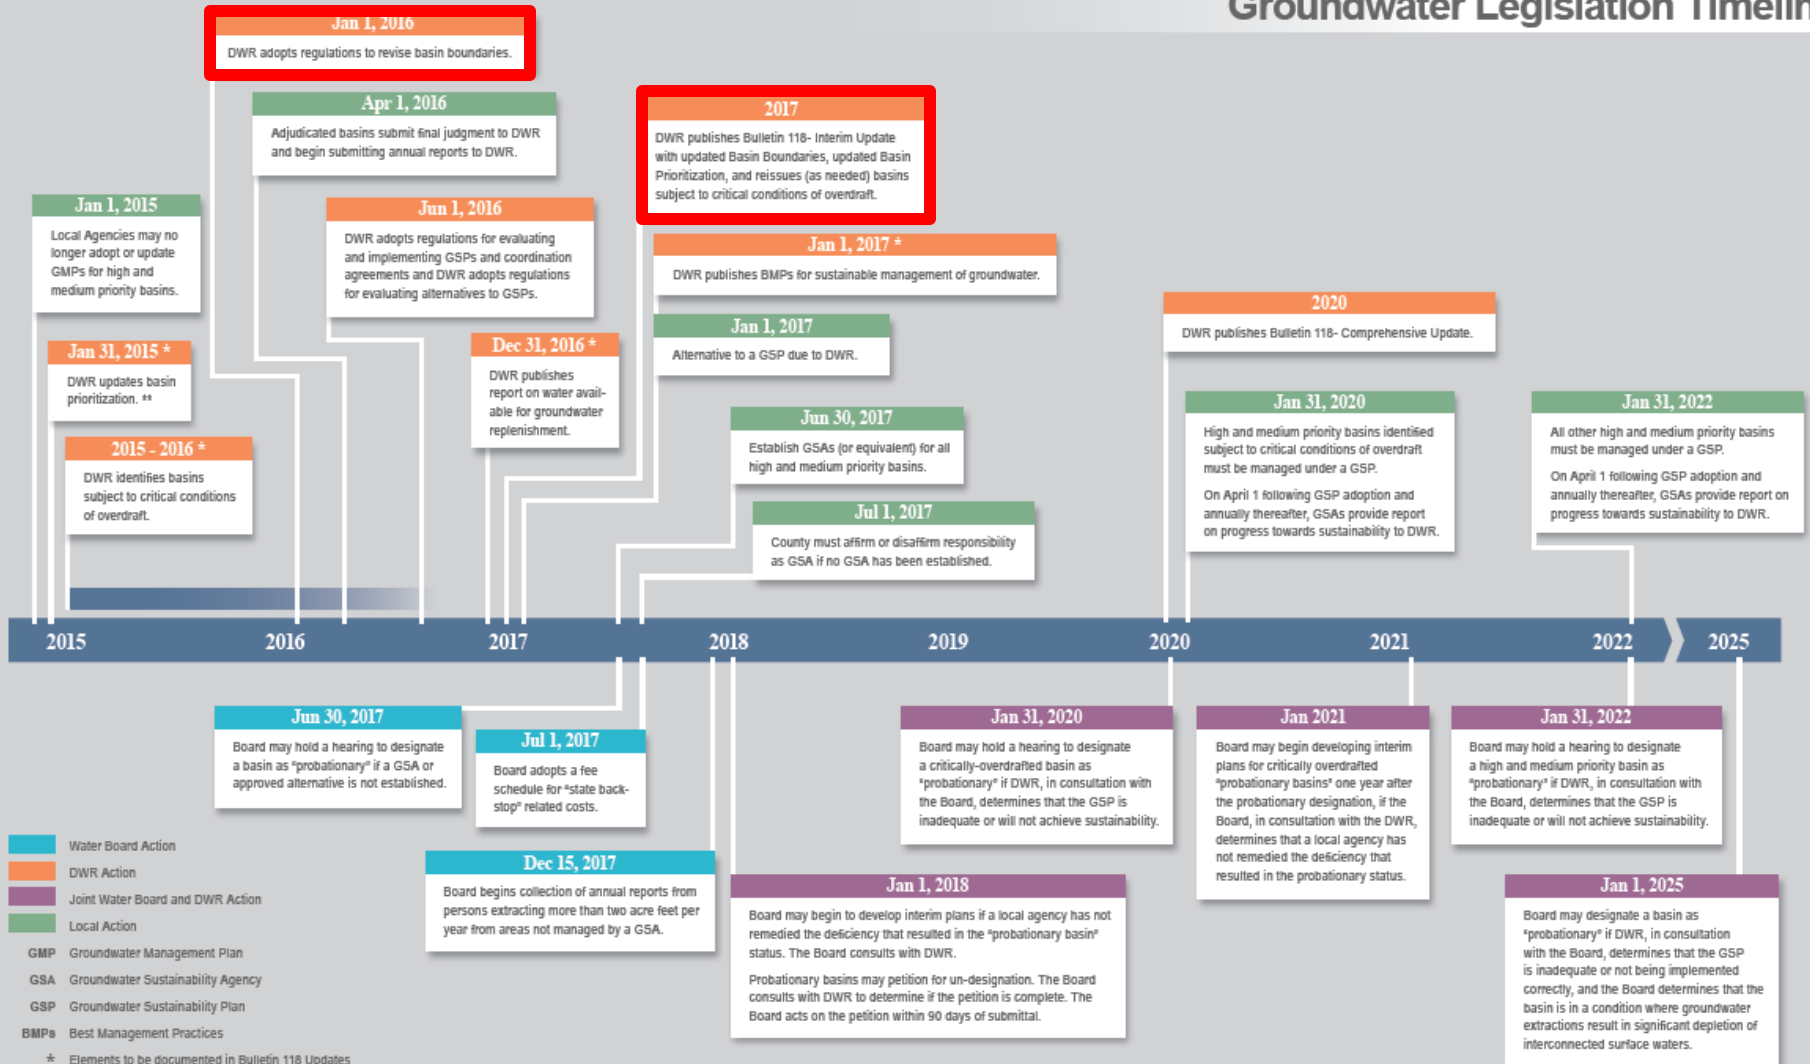 Groundwater Legislation Timelin
Jan 1, 2016
DWR adopts regulations to revise basin boundaries.
Apr 1, 2016
Adjudicated basins submit final judgment to DWR
and begin submitting annual reports to DWR.
2017
DWR publishes Bulletin 118- Interim Update
with updated Basin Boundaries, updated Basin
Prioritization, and reissues (as needed) basins
subject to critical conditions of overdraft.
Jan 1, 2015
Local Agencies may no
longer adopt or update
GMPs for high and
medium priority basins.
Jun 1, 2016
DWR adopts regulations for evaluating
and implementing GSPs and coordination
agreements and DWR adopts regulations
for evaluating alternatives to GSPs.
Jan 1, 2017 *
DWR publishes BMPs for sustainable management of groundwater.
Jan 31, 2015 *
DWR updates basin
prioritization. **
Dec 31, 2016 *
DWR publishes
report on water avail-
able for groundwater
replenishment.
Jan 1, 2017
Alternative to a GSP due to DWR.
2020
DWR publishes Bulletin 118- Comprehensive Update.
2015 - 2016 *
DWR identifies basins
subject to critical conditions
of overdraft.
Jun 30, 2017
Establish GSAs (or equivalent) for all
high and medium priority basins.
Jul 1, 2017
County must affirm or disaffirm responsibility
as GSA if no GSA has been established.
Jan 31, 2020
High and medium priority basins identified
subject to critical conditions of overdraft
must be managed under a GSP.
On April 1 following GSP adoption and
annually thereafter, GSAs provide report
on progress towards sustainability to DWR.
Jan 31, 2022
All other high and medium priority basins
must be managed under a GSP.
On April 1 following GSP adoption and
annually thereafter, GSAs provide report on
progress towards sustainability to DWR.
2015 2016 2017 2018 2019 2020 2021 2022 2025
Jun 30, 2017
Board may hold a hearing to designate
a basin as "probationary" if a GSA or
approved alternative is not established.
Jul 1, 2017
Board adopts a fee
schedule for "state back-
stop" related costs.
Dec 15, 2017
Board begins collection of annual reports from
persons extracting more than two acre feet per
year from areas not managed by a GSA.
Jan 1, 2018
Board may begin to develop interim plans if a local agency has not
remedied the deficiency that resulted in the "probationary basin"
status. The Board consults with DWR.
Probationary basins may petition for un-designation. The Board
consults with DWR to determine if the petition is complete. The
Board acts on the petition within 90 days of submittal.
Jan 31, 2020
Board may hold a hearing to designate
a critically-overdrafted basin as
"probationary" if DWR, in consultation with
the Board, determines that the GSP is
inadequate or will not achieve sustainability.
Jan 2021
Board may begin developing interim
plans for critically overdrafted
"probationary basins" one year after
the probationary designation, if the
Board, in consultation with the DWR,
determines that a local agency has
not remedied the deficiency that
resulted in the probationary status.
Jan 31, 2022
Board may hold a hearing to designate
a high and medium priority basin as
"probationary" if DWR, in consultation with
the Board, determines that the GSP is
inadequate or will not achieve sustainability.
Jan 1, 2025
Board may designate a basin as
"probationary" if DWR, in consultation
with the Board, determines that the GSP
is inadequate or not being implemented
correctly, and the Board determines that the
basin is in a condition where groundwater
extractions result in significant depletion of
interconnected surface waters.
Water Board Action
DWR Action
Joint Water Board and DWR Action
Local Action
GMP Groundwater Management Plan
GSA Groundwater Sustainability Agency
GSP Groundwater Sustainability Plan
BMPs Best Management Practices
* Elements to be documented in Bulletin 118 Updates